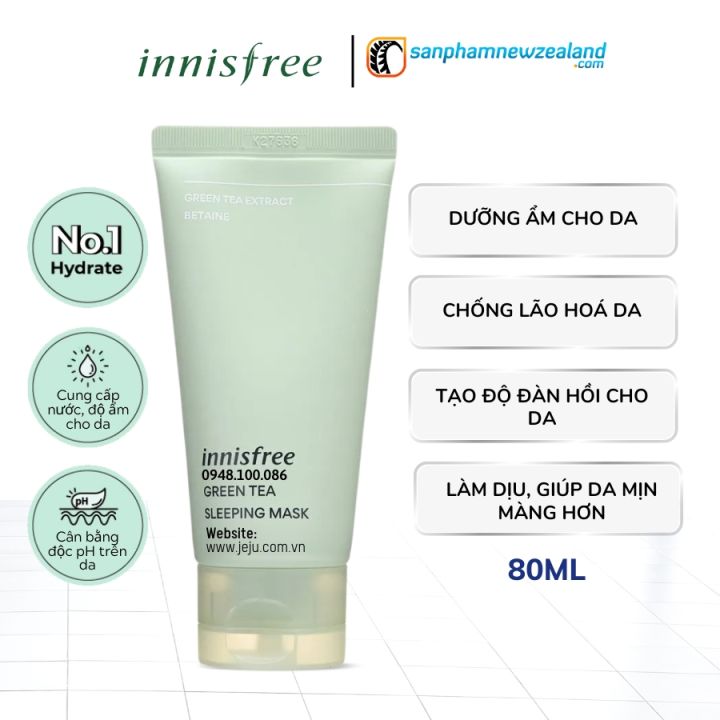 innisfree
sanphamnewzealand
.com
K27636
GREEN TEA EXTRACT
BETAINE
No.1
Hydrate
Cung cấp
nước, độ ẩm
cho da
pH
Cân bằng
độc pH trên
da
innisfree
0948.100.086
GREEN TEA
SLEEPING MASK
Website:
www.jeju.com.vn
DƯỠNG ẨM CHO DA
CHỐNG LÃO HOÁ DA
TẠO ĐỘ ĐÀN HỒI CHO
DA
LÀM DỊU, GIÚP DA MỊN
MÀNG HƠN
80ML